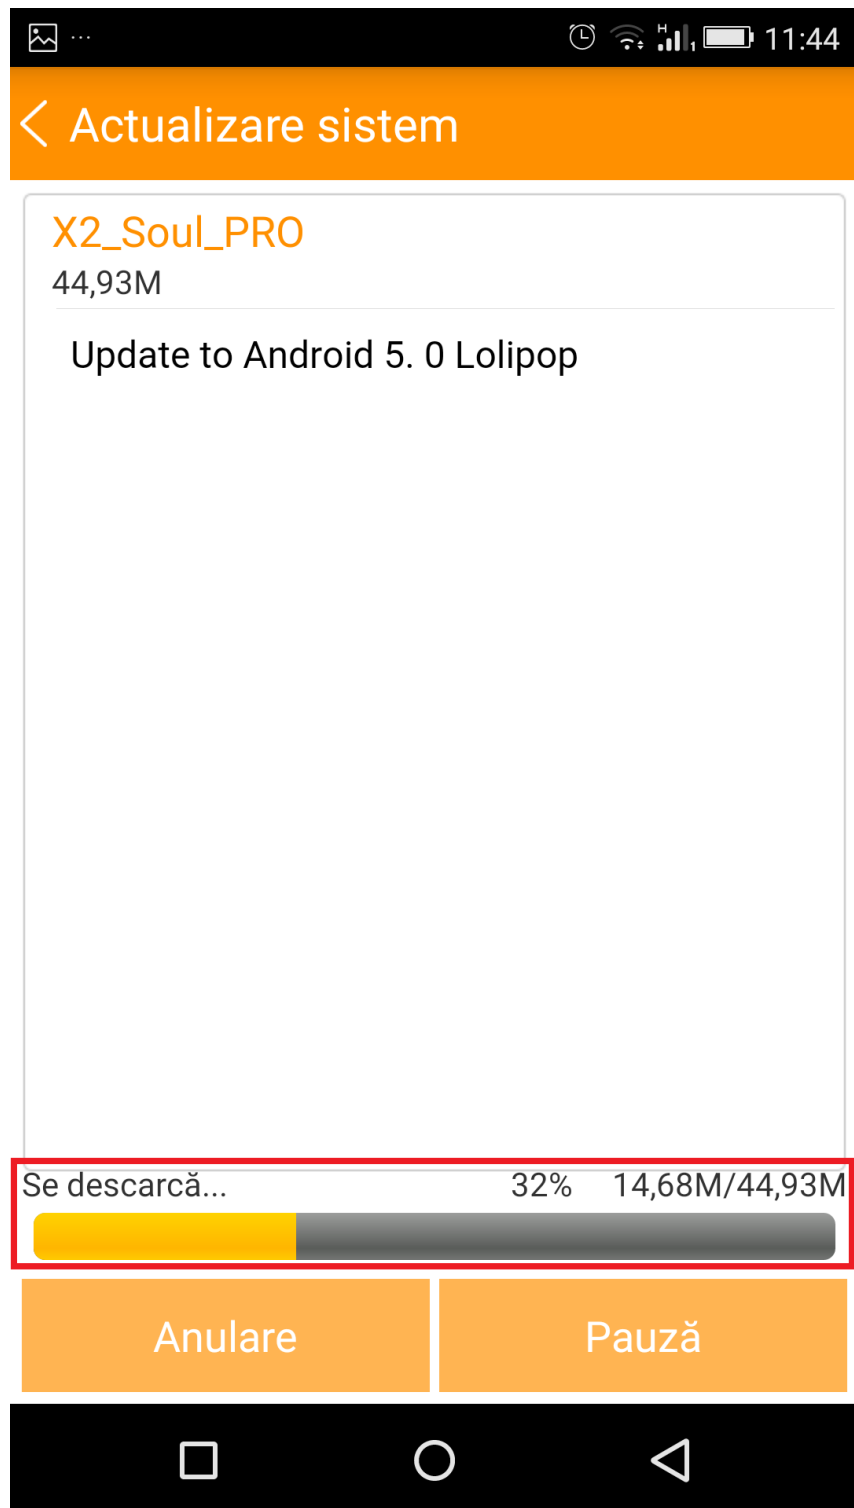 ... H 1 11:44
Actualizare sistem
X2_Soul_PRO
44,93M
Update to Android 5. 0 Lolipop
Se descarcă... 32% 14,68M/44,93M
Anulare Pauză